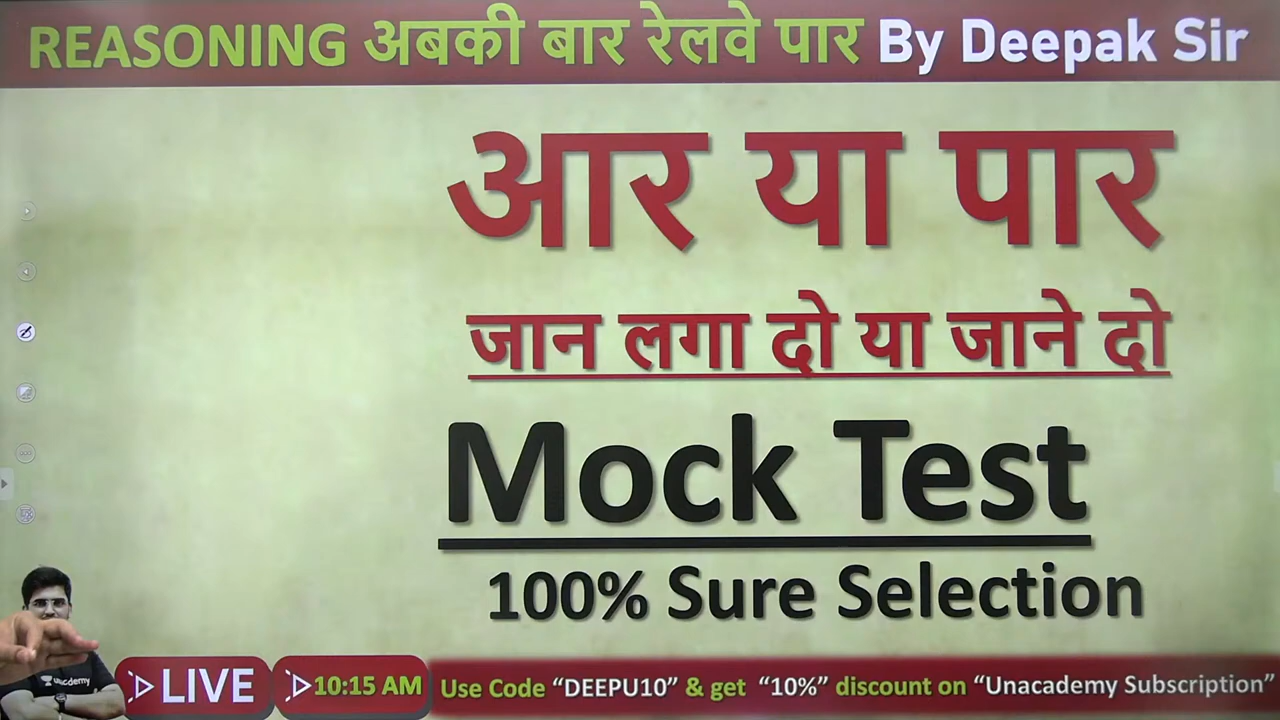 REASONING अबकी बार रेलवे पार By Deepak Sir
आर या पार
जान लगा दो या जाने दो
Mock Test
100% Sure Selection
unacademy
LIVE
10:15 AM
Use Code “DEEPU10” & get “10%” discount on “Unacademy Subscription”